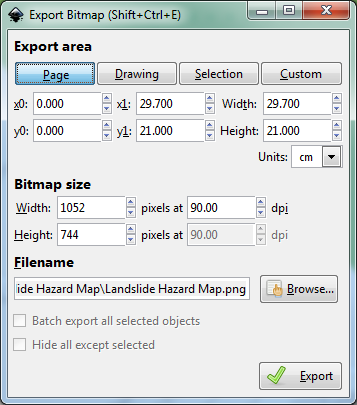 Export Bitmap (Shift+Ctrl+E)
Export area
Page Drawing Selection Custom
x0: 0.000 x1: 29.700 Width: 29.700
y0: 0.000 y1: 21.000 Height: 21.000
Units: cm
Bitmap size
Width: 1052 pixels at 90.00 dpi
Height: 744 pixels at 90.00 dpi
Filename
ide Hazard Map\Landslide Hazard Map.png Browse...
Batch export all selected objects
Hide all except selected
Export